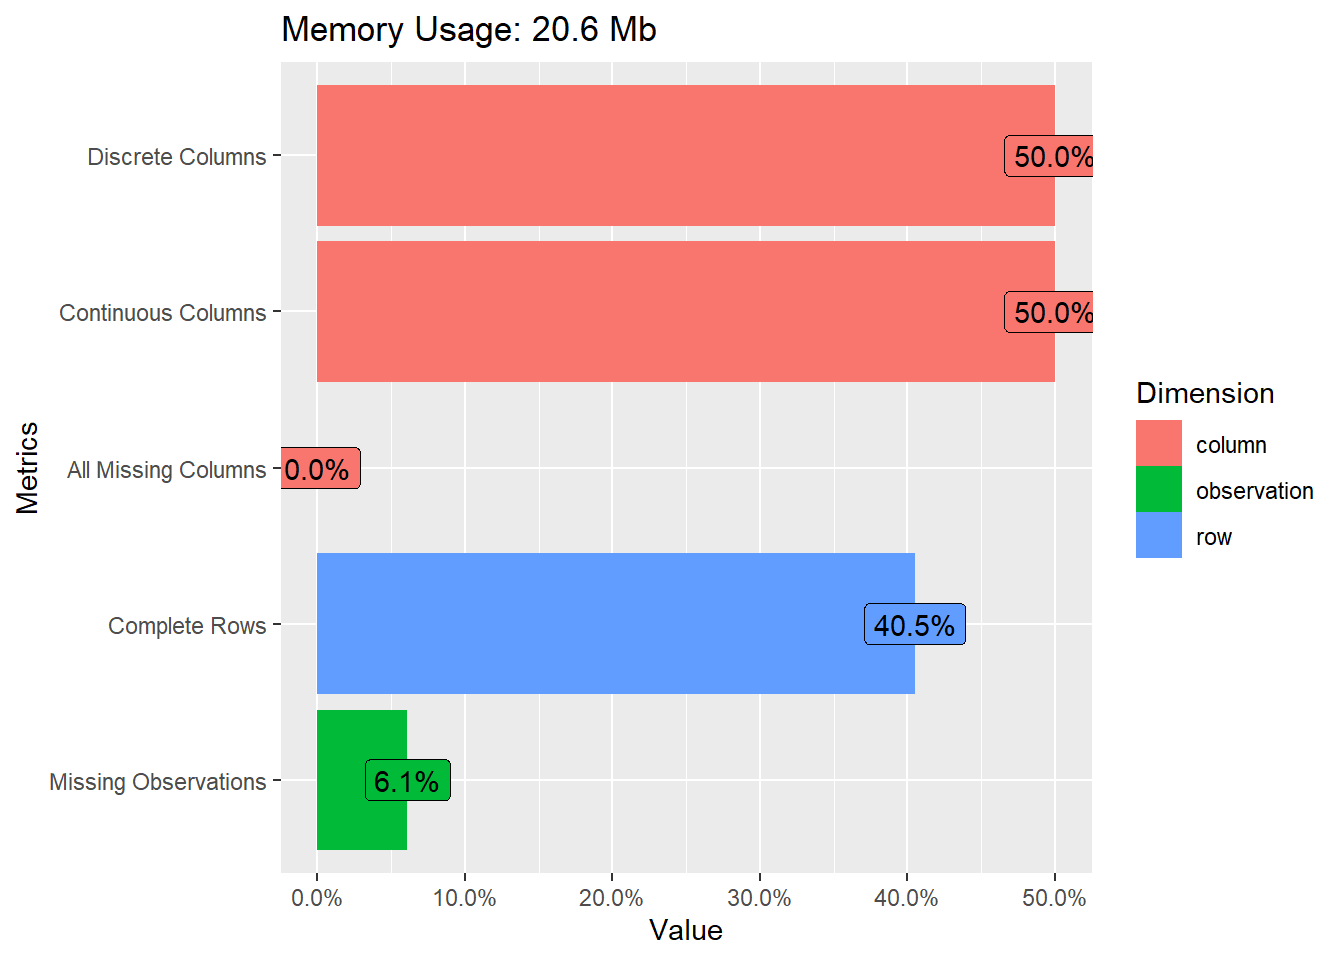 Memory Usage: 20.6 Mb
Discrete Columns
50.0%
Continuous Columns
50.0%
All Missing Columns
0.0%
Complete Rows
40.5%
Missing Observations
6.1%
Metrics
0.0%
10.0%
20.0%
30.0%
40.0%
50.0%
Value
Dimension
column
observation
row